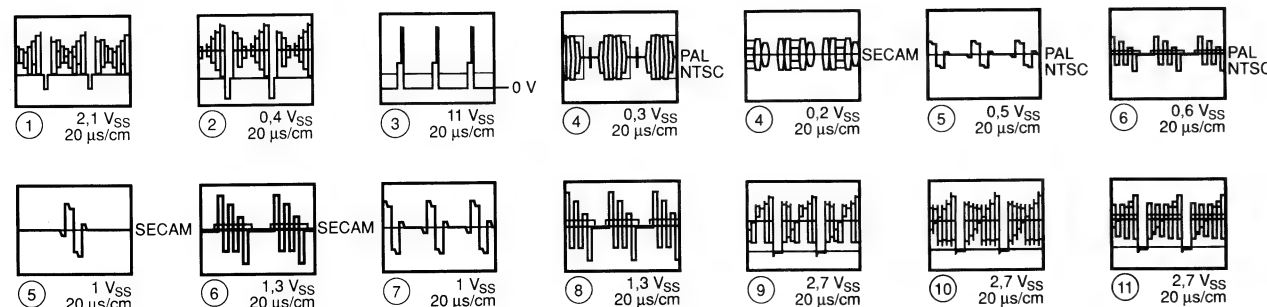 0 V
PAL
NTSC
SECAM
PAL
NTSC
PAL
NTSC
1 2,1 VSS
20 µs/cm
2 0,4 VSS
20 µs/cm
3 11 VSS
20 µs/cm
4 0,3 VSS
20 µs/cm
4 0,2 VSS
20 µs/cm
5 0,5 VSS
20 µs/cm
6 0,6 VSS
20 µs/cm
SECAM
SECAM
5 1 VSS
20 µs/cm
6 1,3 VSS
20 µs/cm
7 1 VSS
20 µs/cm
8 1,3 VSS
20 µs/cm
9 2,7 VSS
20 µs/cm
10 2,7 VSS
20 µs/cm
11 2,7 VSS
20 µs/cm